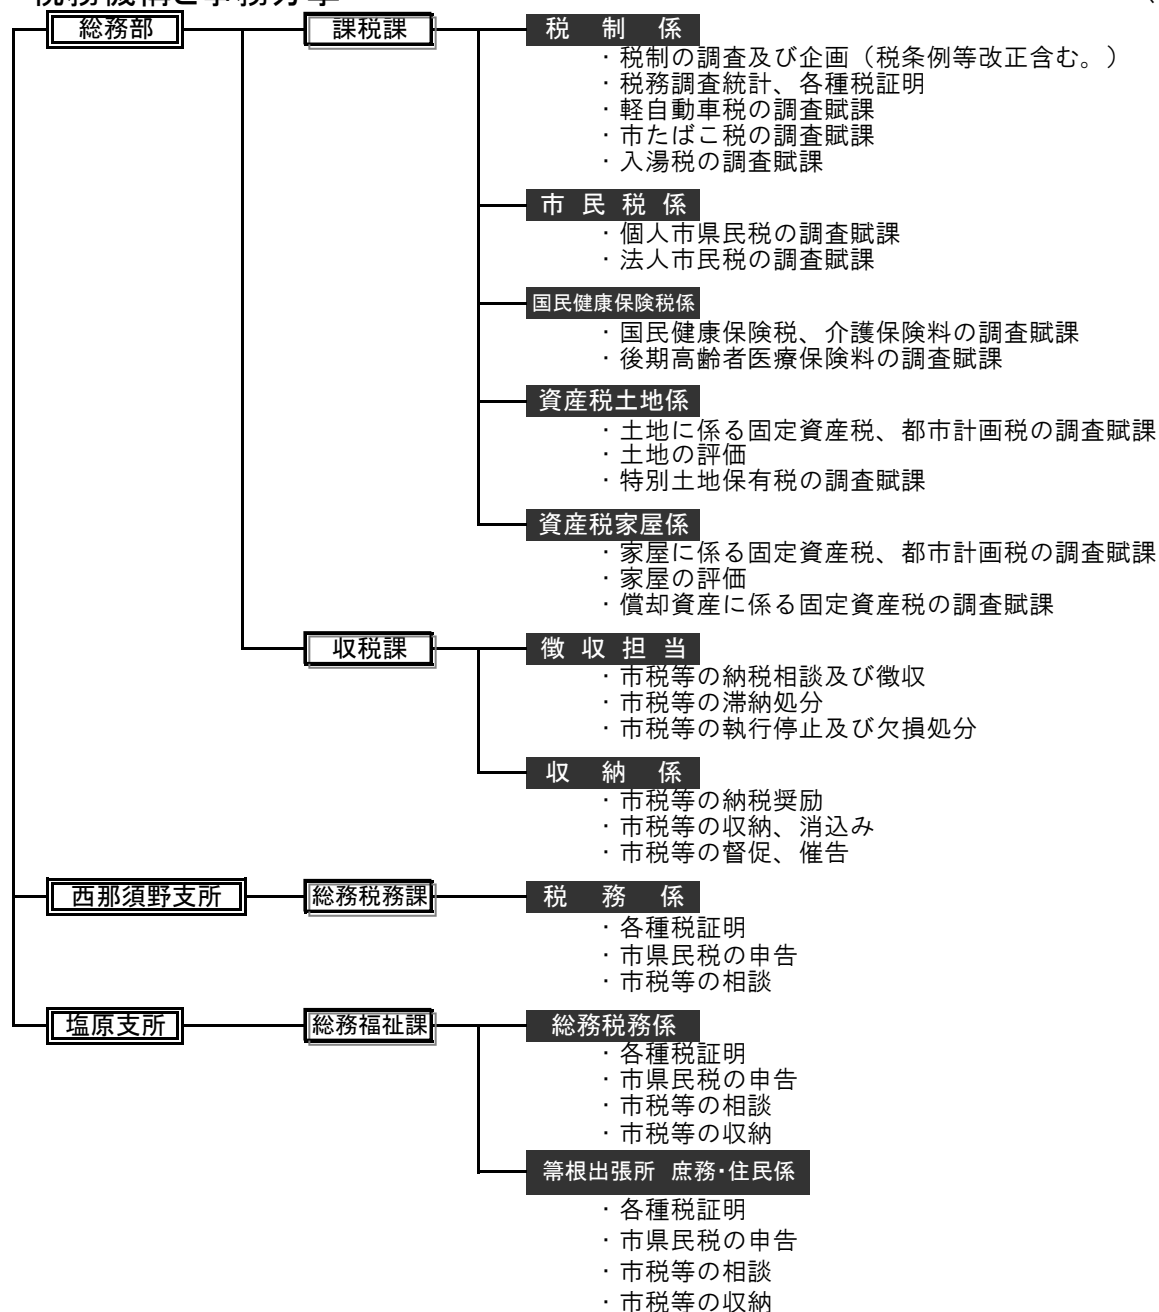 総務部 課税課 税制係
・税制の調査及び企画（税条例等改正含む。）
・税務調査統計、各種税証明
・軽自動車税の調査賦課
・市たばこ税の調査賦課
・入湯税の調査賦課
市民税係
・個人市県民税の調査賦課
・法人市民税の調査賦課
国民健康保険税係
・国民健康保険税、介護保険料の調査賦課
・後期高齢者医療保険料の調査賦課
資産税土地係
・土地に係る固定資産税、都市計画税の調査賦課
・土地の評価
・特別土地保有税の調査賦課
資産税家屋係
・家屋に係る固定資産税、都市計画税の調査賦課
・家屋の評価
・償却資産に係る固定資産税の調査賦課
収税課 徴収担当
・市税等の納税相談及び徴収
・市税等の滞納処分
・市税等の執行停止及び欠損処分
収納係
・市税等の納税奨励
・市税等の収納、消込み
・市税等の督促、催告
西那須野支所 総務税務課 税務係
・各種税証明
・市県民税の申告
・市税等の相談
塩原支所 総務福祉課 総務税務係
・各種税証明
・市県民税の申告
・市税等の相談
・市税等の収納
箒根出張所 庶務・住民係
・各種税証明
・市県民税の申告
・市税等の相談
・市税等の収納